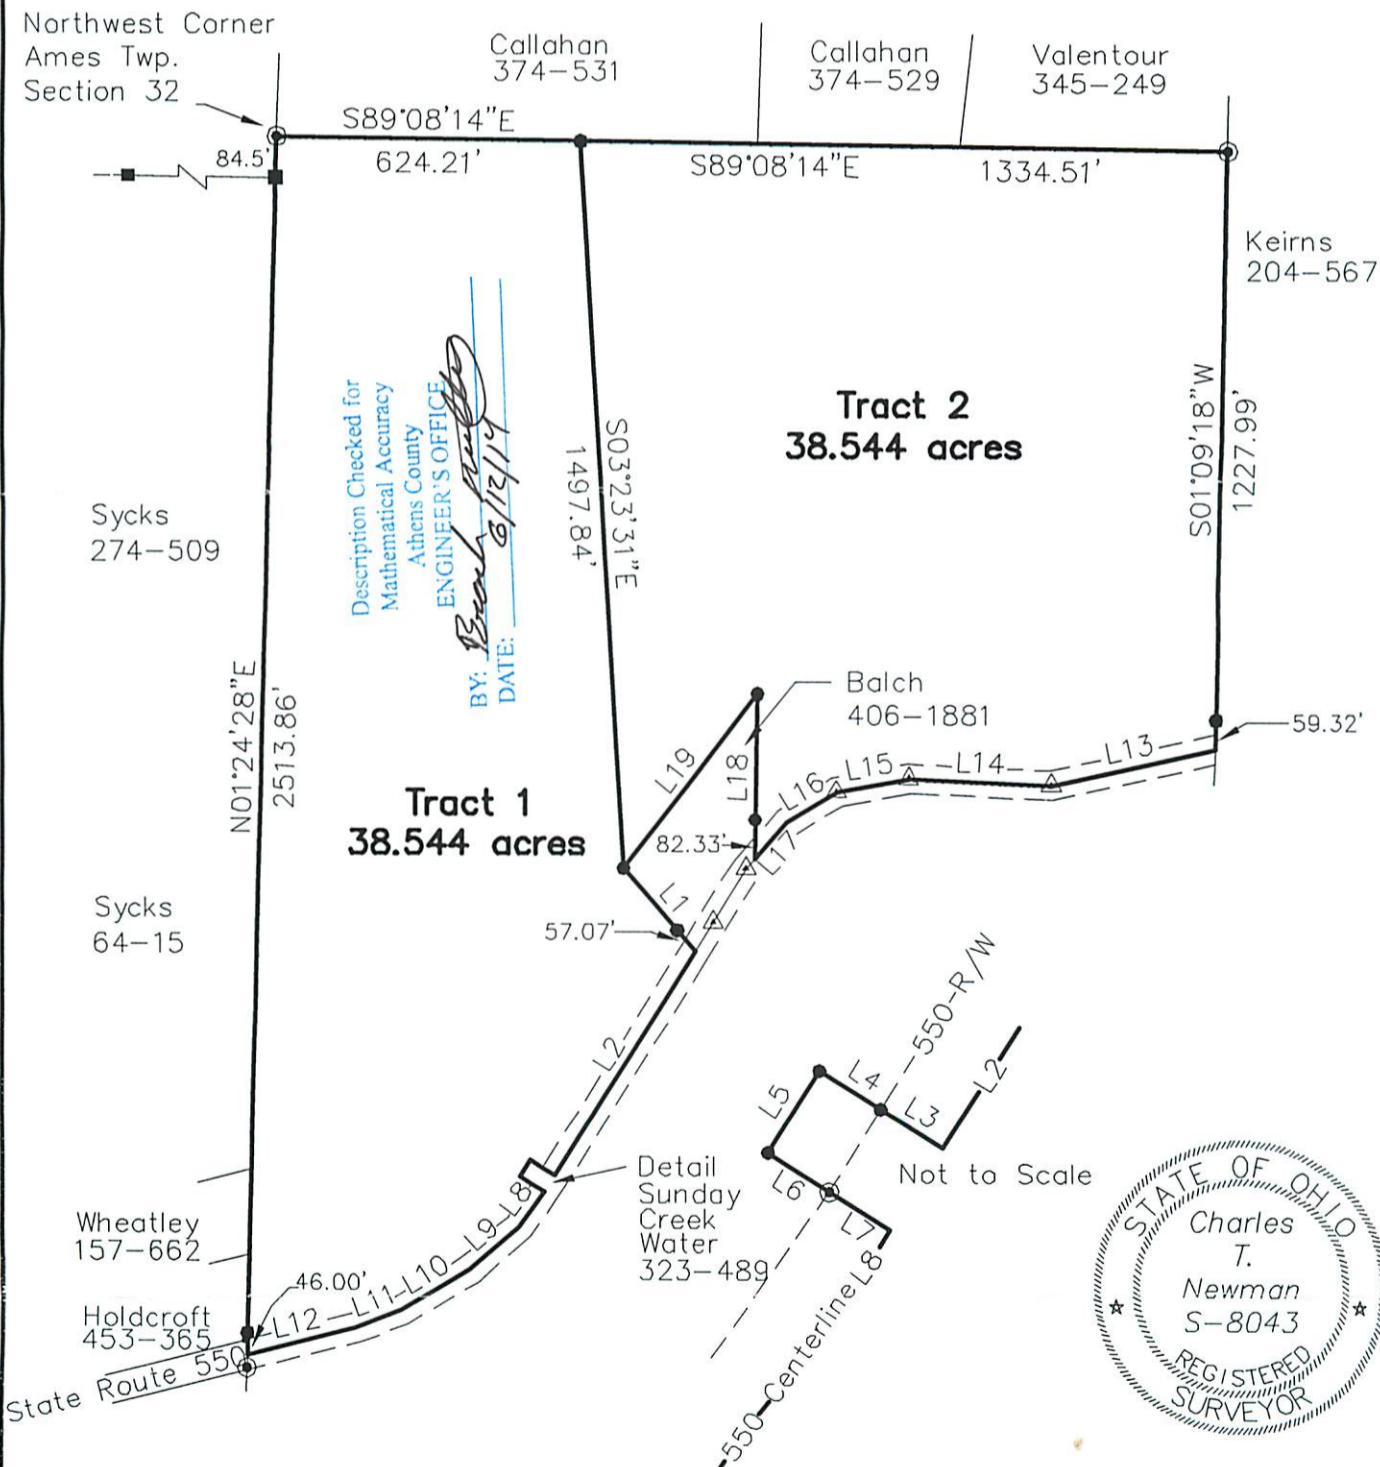 Northwest Corner
Ames Twp.
Section 32
Callahan
374-531
Callahan
374-529
Valentour
345-249
S89°08'14"E
84.5'
624.21'
S89°08'14"E
1334.51'
Keirns
204-567
Description Checked for
Mathematical Accuracy
Athens County
ENGINEER'S OFFICE
BY:
DATE: 6/12/14
S03°23'31"E
1497.84'
Tract 2
38.544 acres
S01°09'18"W
1227.99'
Sycks
274-509
N01°24'28"E
2513.86'
Balch
406-1881
59.32'
L19
L18
L16
L15
L14
L13
L17
82.33'
Tract 1
38.544 acres
L1
57.07'
Sycks
64-15
L2
550-R/W
L5
L4
L3
L2
L6
L7
L8
Not to Scale
Detail
Sunday
Creek
Water
323-489
550-Centerline
Wheatley
157-662
Holdcroft
453-365
46.00'
L12
L11
L10
L9
L8
State Route 550
STATE OF OHIO
Charles
T.
Newman
S-8043
REGISTERED
SURVEYOR